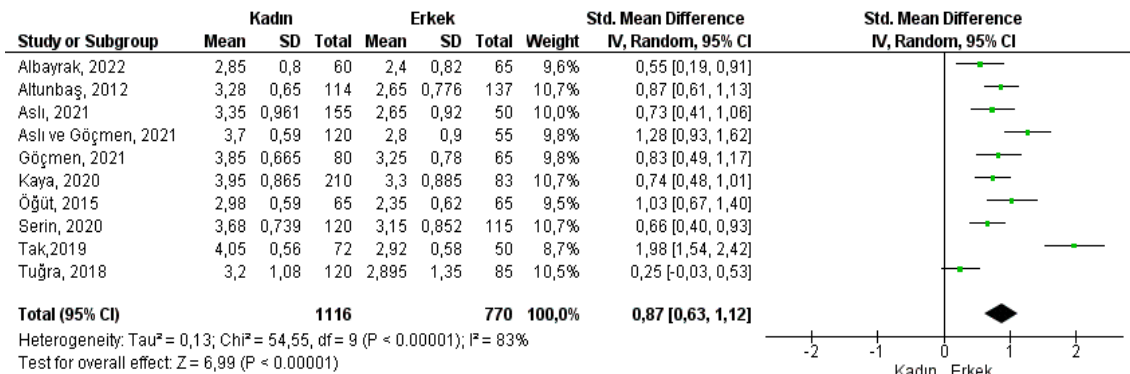 Kadın Erkek Std. Mean Difference Std. Mean Difference
Study or Subgroup Mean SD Total Mean SD Total Weight IV, Random, 95% CI IV, Random, 95% CI
Albayrak, 2022 2,85 0,8 60 2,4 0,82 65 9,6% 0,55 [0,19, 0,91]
Altunbaş, 2012 3,28 0,65 114 2,65 0,776 137 10,7% 0,87 [0,61, 1,13]
Aslı, 2021 3,35 0,961 155 2,65 0,92 50 10,0% 0,73 [0,41, 1,06]
Aslı ve Göçmen, 2021 3,7 0,59 120 2,8 0,9 55 9,8% 1,28 [0,93, 1,62]
Göçmen, 2021 3,85 0,665 80 3,25 0,78 65 9,8% 0,83 [0,49, 1,17]
Kaya, 2020 3,95 0,865 210 3,3 0,885 83 10,7% 0,74 [0,48, 1,01]
Öğüt, 2015 2,98 0,59 65 2,35 0,62 65 9,5% 1,03 [0,67, 1,40]
Serin, 2020 3,68 0,739 120 3,15 0,852 115 10,7% 0,66 [0,40, 0,93]
Tak,2019 4,05 0,56 72 2,92 0,58 50 8,7% 1,98 [1,54, 2,42]
Tuğra, 2018 3,2 1,08 120 2,895 1,35 85 10,5% 0,25 [-0,03, 0,53]
Total (95% CI) 1116 770 100,0% 0,87 [0,63, 1,12]
Heterogeneity: Tau² = 0,13; Chi² = 54,55, df = 9 (P < 0.00001); I² = 83%
Test for overall effect: Z = 6,99 (P < 0.00001)
-2 -1 0 1 2
Kadın Erkek